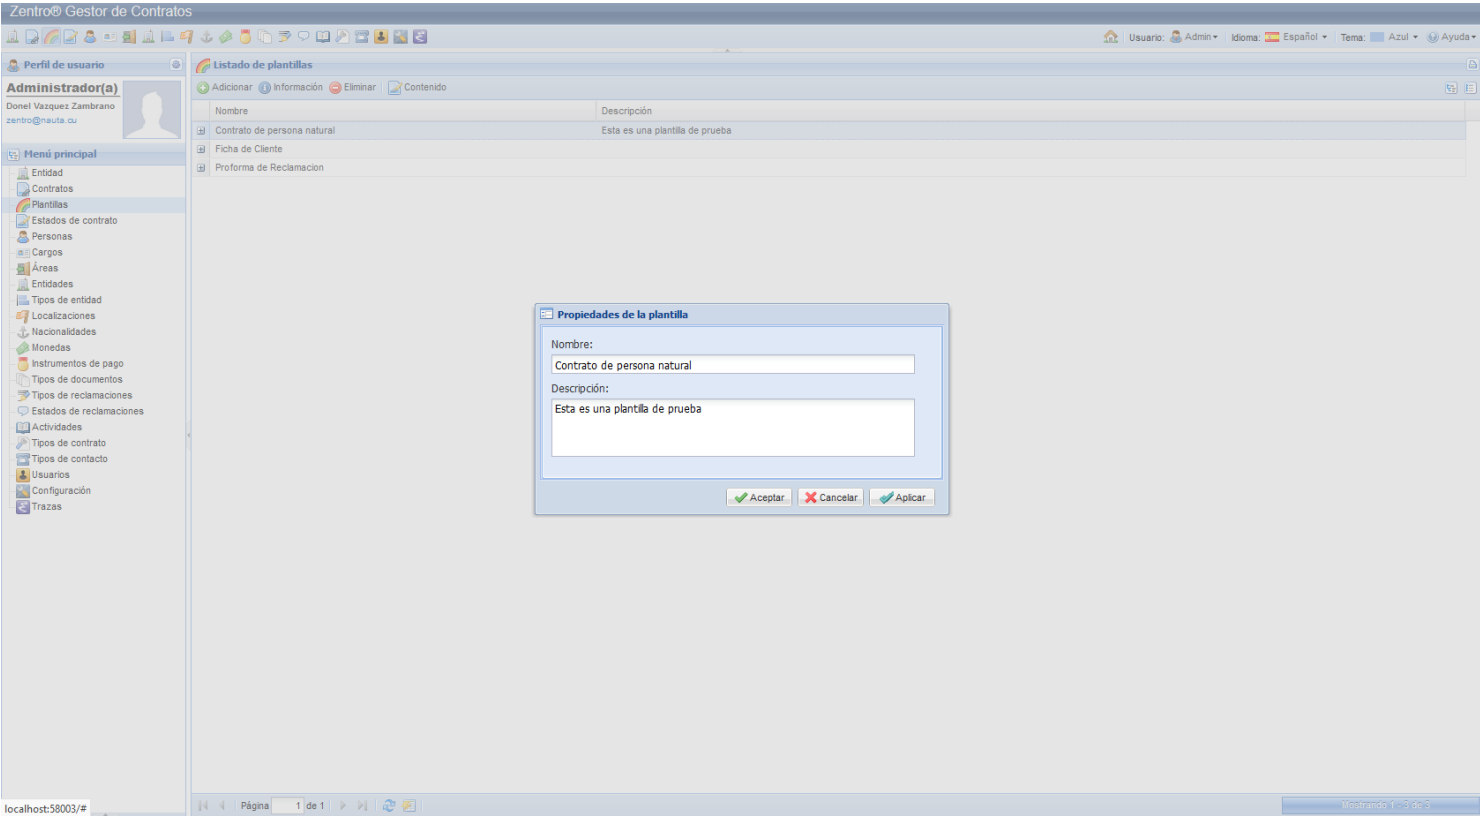 Zentro® Gestor de Contratos
Usuario: Admin Idioma: Español Tema: Azul Ayuda
Perfil de usuario
Administrador(a)
Donel Vazquez Zambrano
zentro@nauta.cu
Menú principal
Entidad
Contratos
Plantillas
Estados de contrato
Personas
Cargos
Áreas
Entidades
Tipos de entidad
Localizaciones
Nacionalidades
Monedas
Instrumentos de pago
Tipos de documentos
Tipos de reclamaciones
Estados de reclamaciones
Actividades
Tipos de contrato
Tipos de contacto
Usuarios
Configuración
Trazas
localhost:58003/#
Listado de plantillas
Adicionar Información Eliminar Contenido
Nombre Descripción
Contrato de persona natural Esta es una plantilla de prueba
Ficha de Cliente
Proforma de Reclamacion
Propiedades de la plantilla
Nombre:
Contrato de persona natural
Descripción:
Esta es una plantilla de prueba
Aceptar Cancelar Aplicar
Página 1 de 1 Mostrando 1 - 3 de 3